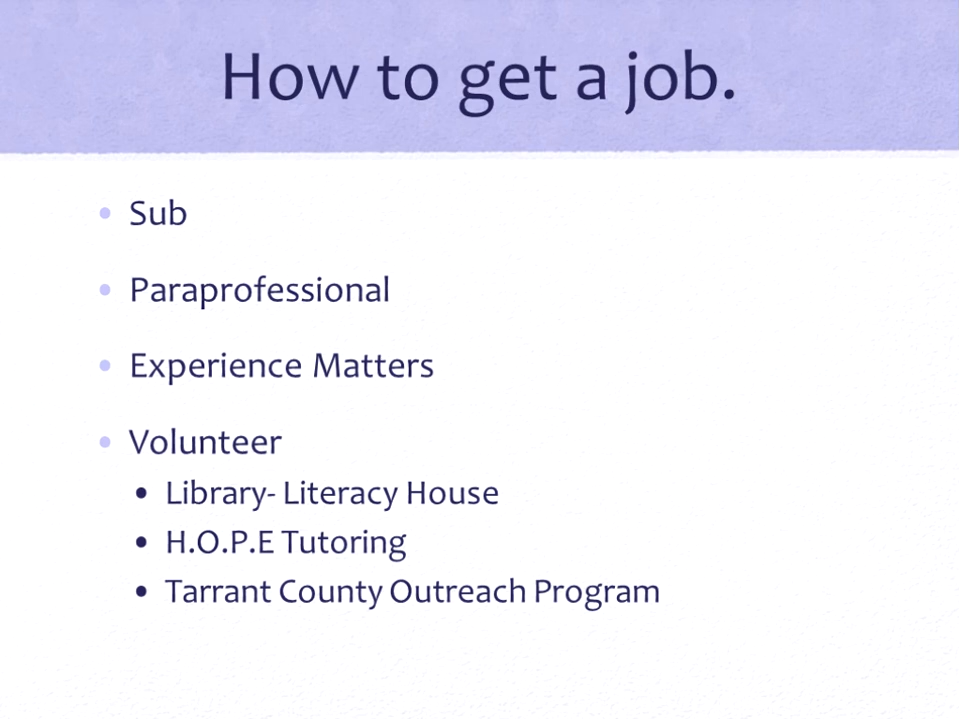 How to get a job.
• Sub
• Paraprofessional
• Experience Matters
• Volunteer
• Library- Literacy House
• H.O.P.E Tutoring
• Tarrant County Outreach Program